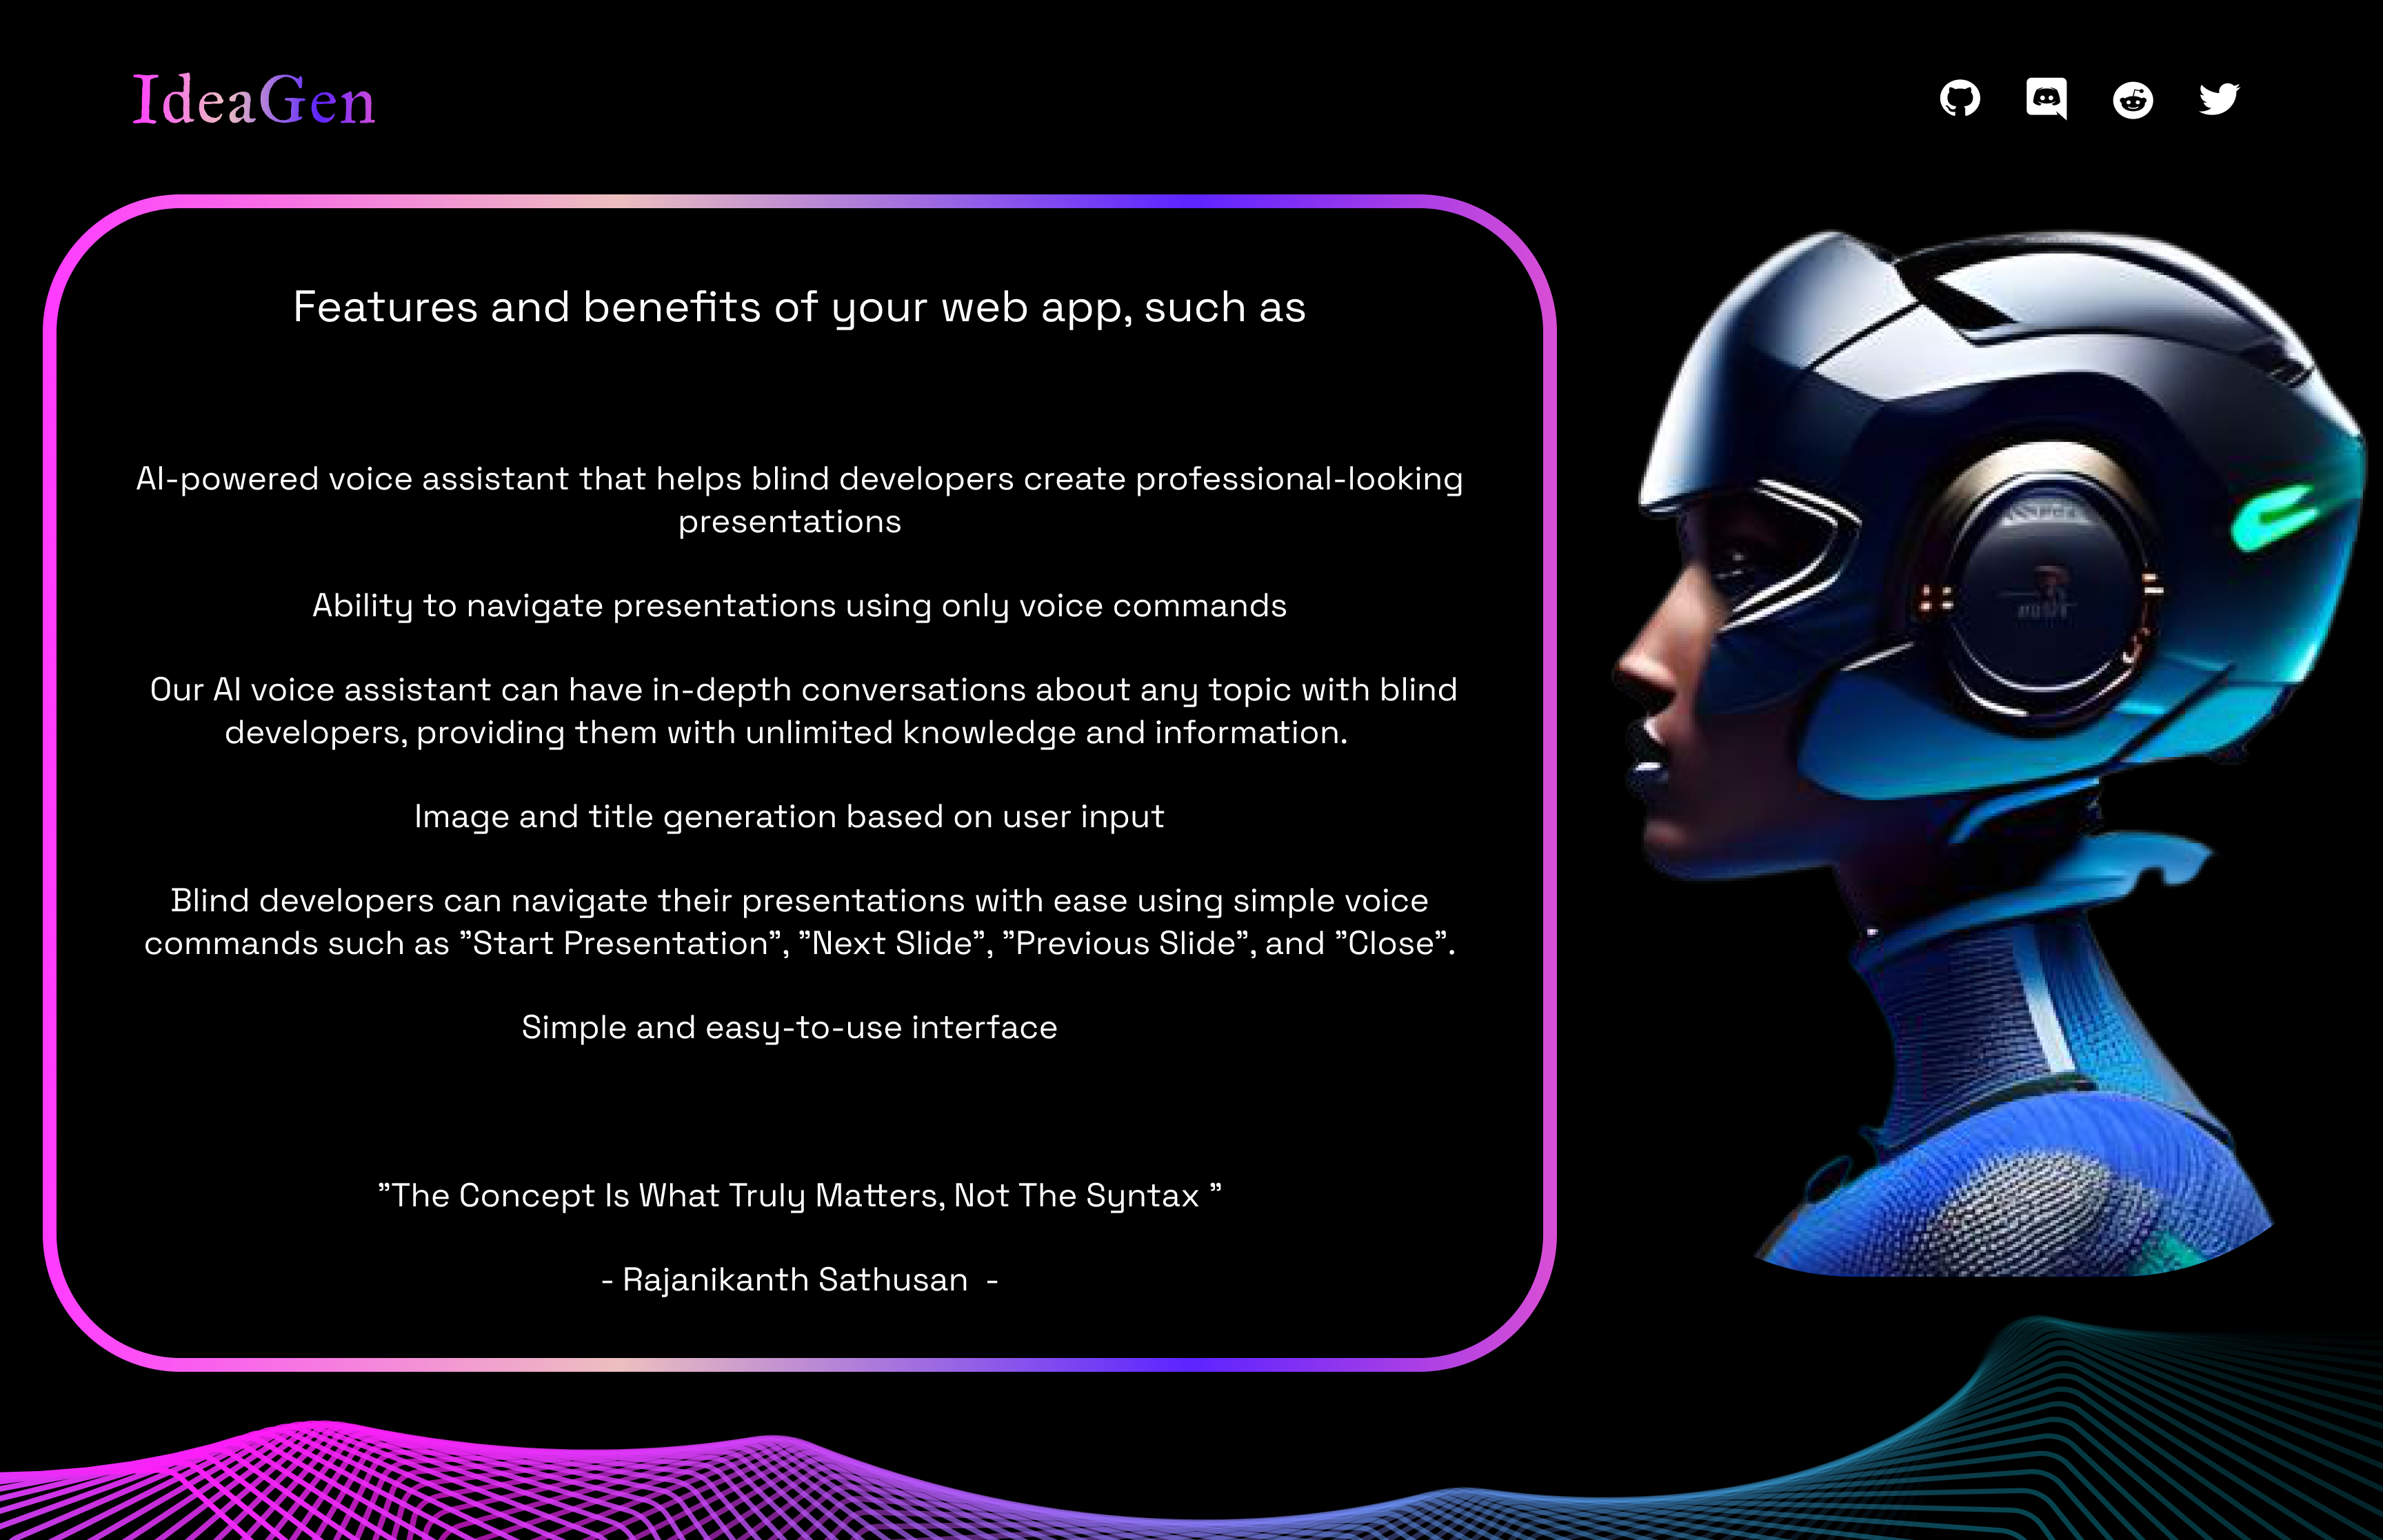 IdeaGen
Features and benefits of your web app, such as
AI-powered voice assistant that helps blind developers create professional-looking
presentations
Ability to navigate presentations using only voice commands
Our AI voice assistant can have in-depth conversations about any topic with blind
developers, providing them with unlimited knowledge and information.
Image and title generation based on user input
Blind developers can navigate their presentations with ease using simple voice
commands such as ”Start Presentation”, ”Next Slide”, ”Previous Slide”, and ”Close”.
Simple and easy-to-use interface
”The Concept Is What Truly Matters, Not The Syntax ”
- Rajanikanth Sathusan -